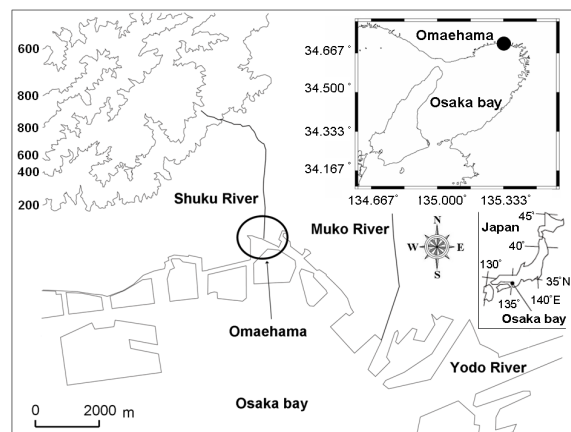 600
800
800
600
400
200
Shuku River
Muko River
Omaehama
Osaka bay
Yodo River
0 2000 m
Omaehama
Osaka bay
34.667°
34.500°
34.333°
34.167°
134.667° 135.000° 135.333°
N
W E
S
Japan
45°
40°
130°
35°N
135°
140°E
Osaka bay